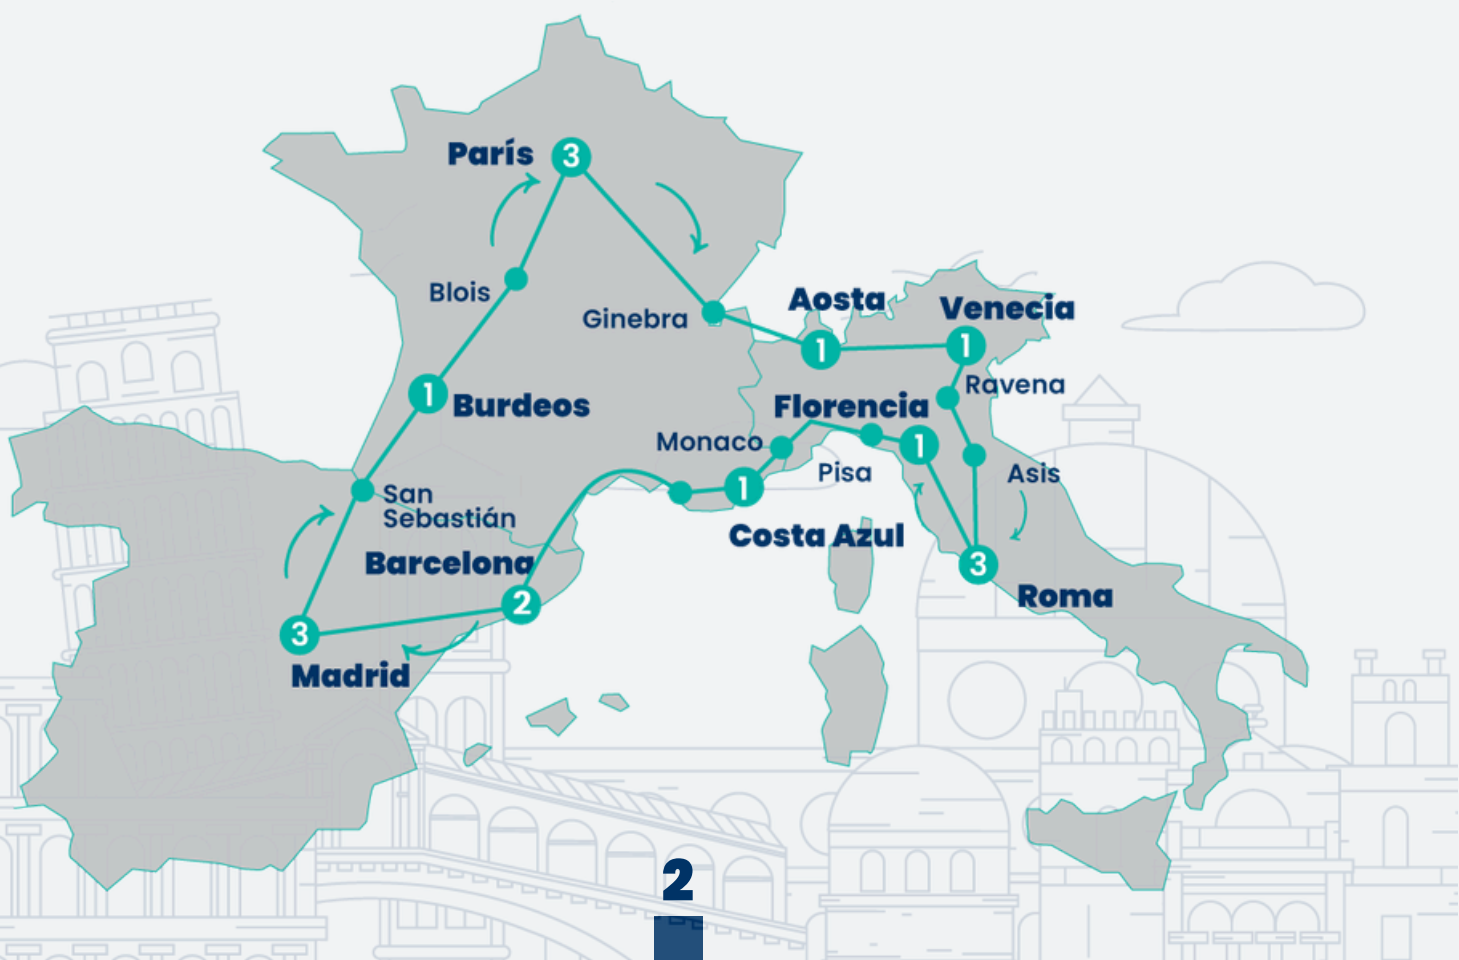 París
3
Blois
Ginebra
Aosta
1
Venecia
1
Ravena
1
Burdeos
Florencia
1
Monaco
Pisa
Asis
San
Sebastián
1
Costa Azul
Barcelona
2
3
Roma
3
Madrid
2